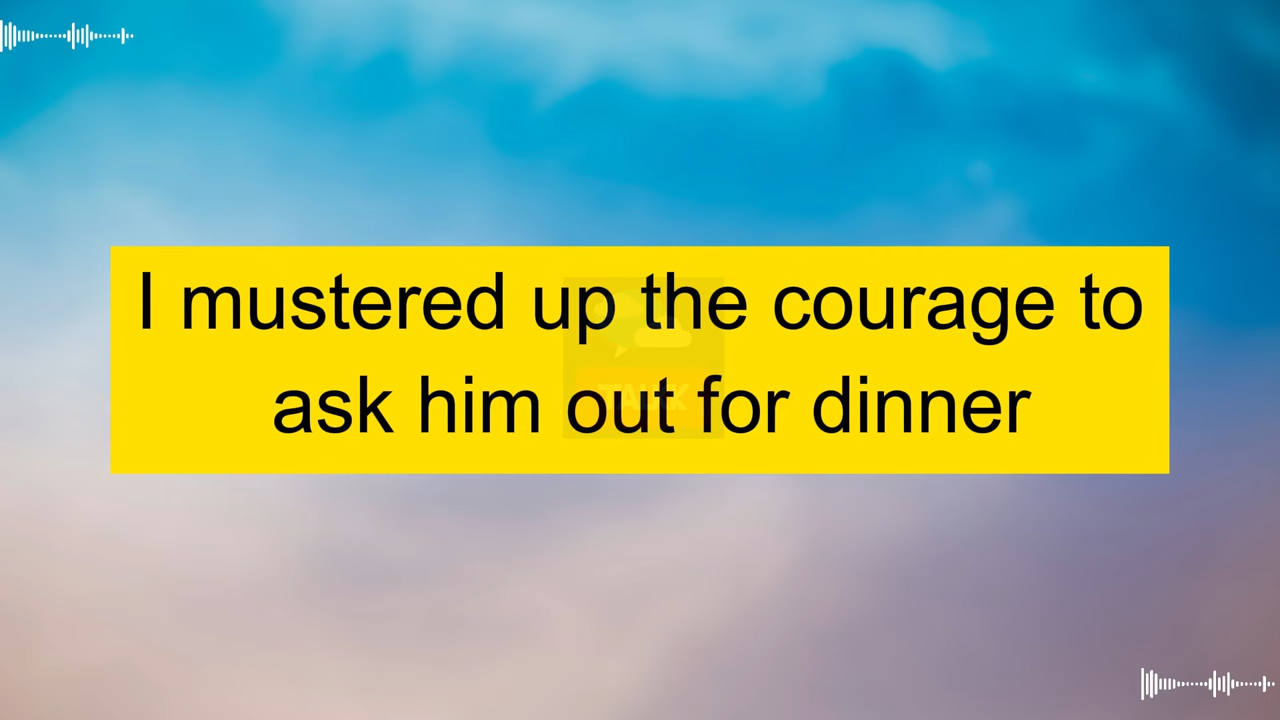 I mustered up the courage to
ask him out for dinner